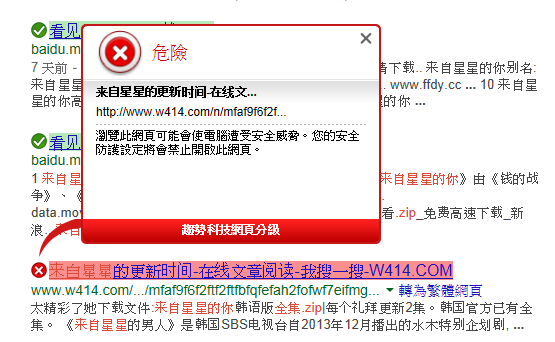 看见
baidu.m
7 天前 -
清下载.. 来自星星的你别名:
来自星星
.. www.ffdy.cc ... 10 来自星
星的你高
星的你 ...
危險
来自星星的更新时间-在线文...
http://www.w414.com/n/mfaf9f6f2f...
瀏覽此網頁可能會使電腦遭受安全威脅。您的安全
防護設定將會禁止開啟此網頁。
趨勢科技網頁分級
看见
baidu.m
1 来自星
来自星星的你》由《钱的战
争》、《
data.mov
看.zip_免费高速下载_新
浪..
来自星星的更新时间-在线文章阅读-我搜一搜-W414.COM
www.w414.com/.../mfaf9f6f2ftf2ftfbfqfefah2fofwf7eifmg... 轉為繁體網頁
太精彩了她下载文件:来自星星的你韩语版全集.zip|每个礼拜更新2集。韩国官方已有全
集。《来自星星的男人》是韩国SBS电视台自2013年12月播出的水木特别企划剧, ...